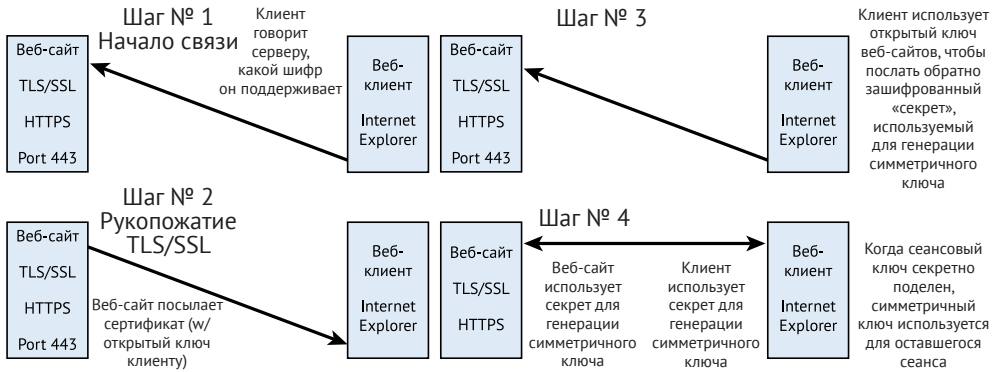 Шаг № 1
Начало связи
Клиент
говорит
серверу,
какой шифр
он поддерживает
Веб-сайт
TLS/SSL
HTTPS
Port 443
Веб-
клиент
Internet
Explorer
Шаг № 2
Рукопожатие
TLS/SSL
Веб-сайт
TLS/SSL
HTTPS
Port 443
Веб-сайт посылает
сертификат (w/
открытый ключ
клиенту)
Веб-
клиент
Internet
Explorer
Шаг № 3
Веб-сайт
TLS/SSL
HTTPS
Port 443
Веб-
клиент
Internet
Explorer
Клиент использует
открытый ключ
веб-сайтов, чтобы
послать обратно
зашифрованный
«секрет»,
используемый
для генерации
симметричного
ключа
Шаг № 4
Веб-сайт
TLS/SSL
HTTPS
Веб-сайт
использует
секрет для
генерации
симметричного
ключа
Клиент
использует
секрет для
генерации
симметричного
ключа
Веб-
клиент
Internet
Explorer
Когда сеансовый
ключ секретно
поделен,
симметричный
ключ используется
для оставшегося
сеанса